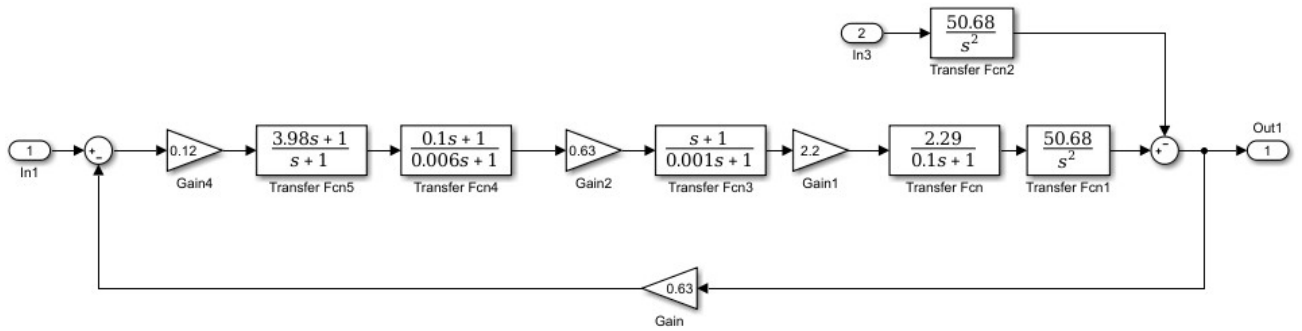 50.68
s²
2
In3
Transfer Fcn2
1
In1
+
−
0.12
Gain4
3.98s + 1
s + 1
Transfer Fcn5
0.1s + 1
0.006s + 1
Transfer Fcn4
0.63
Gain2
s + 1
0.001s + 1
Transfer Fcn3
2.2
Gain1
2.29
0.1s + 1
Transfer Fcn
50.68
s²
Transfer Fcn1
+
−
Out1
1
0.63
Gain